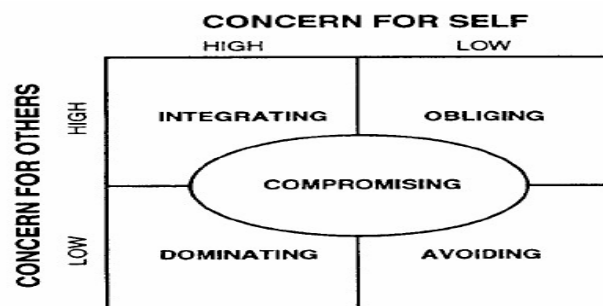 CONCERN FOR SELF
HIGH LOW
CONCERN FOR OTHERS
HIGH
INTEGRATING OBLIGING
COMPROMISING
LOW
DOMINATING AVOIDING